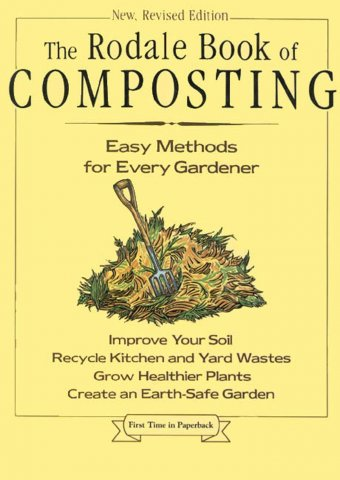 New, Revised Edition
The Rodale Book of
COMPOSTING
Easy Methods
for Every Gardener
Improve Your Soil
Recycle Kitchen and Yard Wastes
Grow Healthier Plants
Create an Earth-Safe Garden
First Time in Paperback